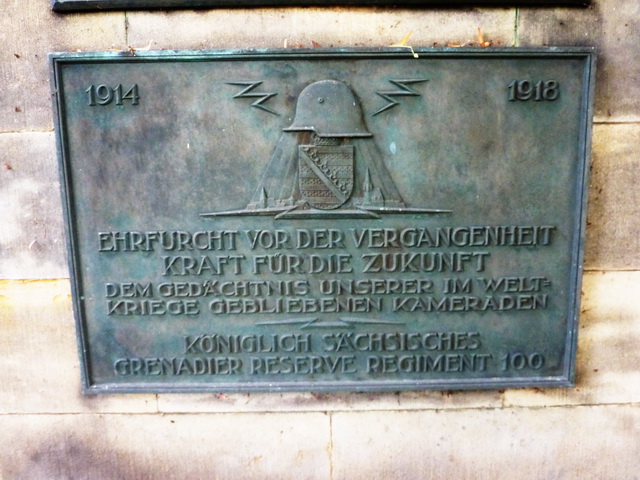 1914 1918
EHRFURCHT VOR DER VERGANGENHEIT
KRAFT FÜR DIE ZUKUNFT
DEM GEDÄCHTNIS UNSERER IM WELT-
KRIEGE GEBLIEBENEN KAMERADEN
KÖNIGLICH SÄCHSISCHES
GRENADIER RESERVE REGIMENT 100